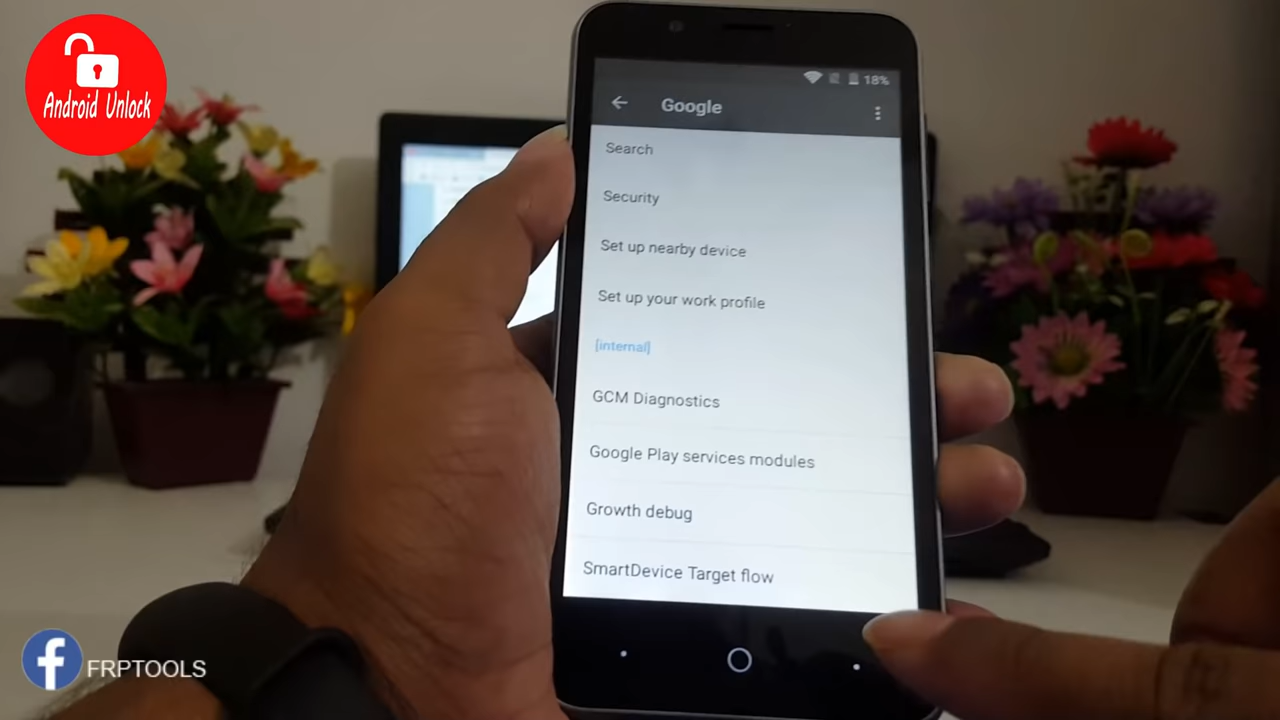 Android Unlock
18%
Google
Search
Security
Set up nearby device
Set up your work profile
[internal]
GCM Diagnostics
Google Play services modules
Growth debug
SmartDevice Target flow
f FRPTOOLS